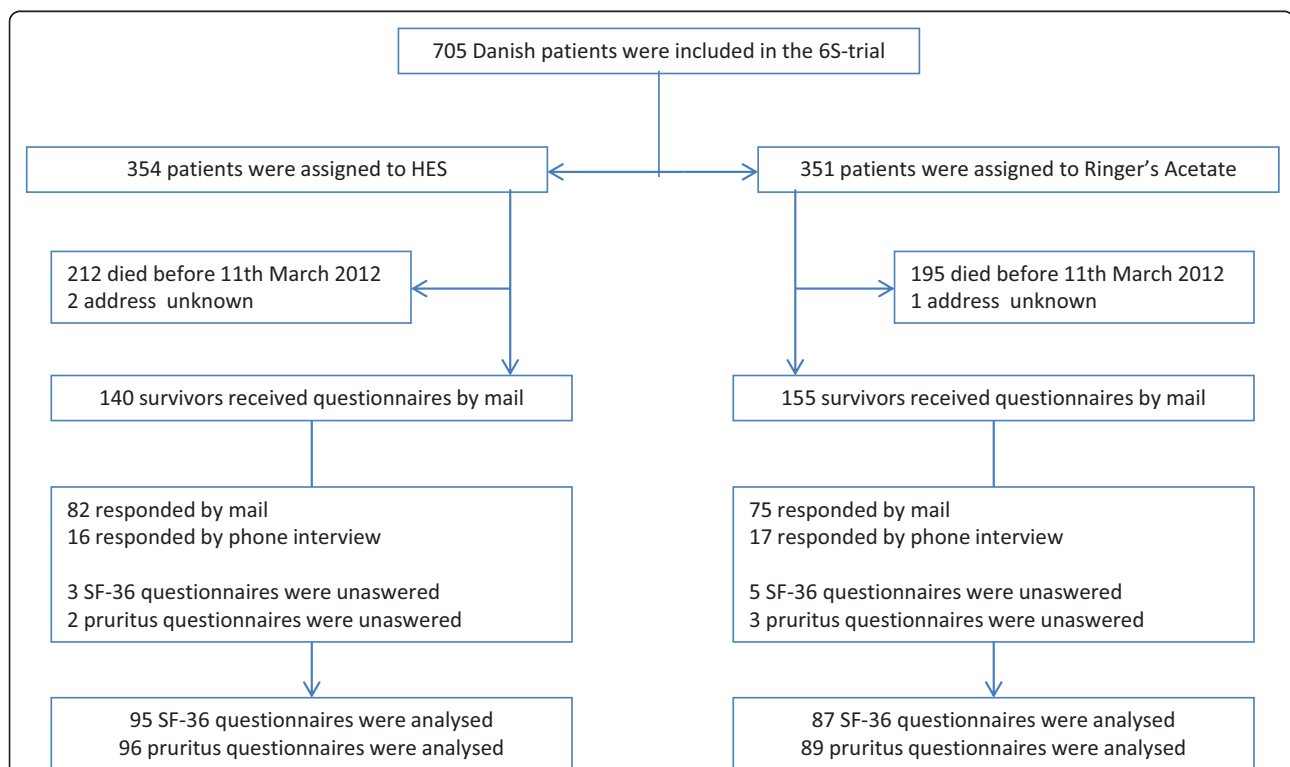 705 Danish patients were included in the 6S-trial
354 patients were assigned to HES
351 patients were assigned to Ringer's Acetate
212 died before 11th March 2012
2 address unknown
195 died before 11th March 2012
1 address unknown
140 survivors received questionnaires by mail
155 survivors received questionnaires by mail
82 responded by mail
16 responded by phone interview
3 SF-36 questionnaires were unaswered
2 pruritus questionnaires were unaswered
75 responded by mail
17 responded by phone interview
5 SF-36 questionnaires were unaswered
3 pruritus questionnaires were unaswered
95 SF-36 questionnaires were analysed
96 pruritus questionnaires were analysed
87 SF-36 questionnaires were analysed
89 pruritus questionnaires were analysed